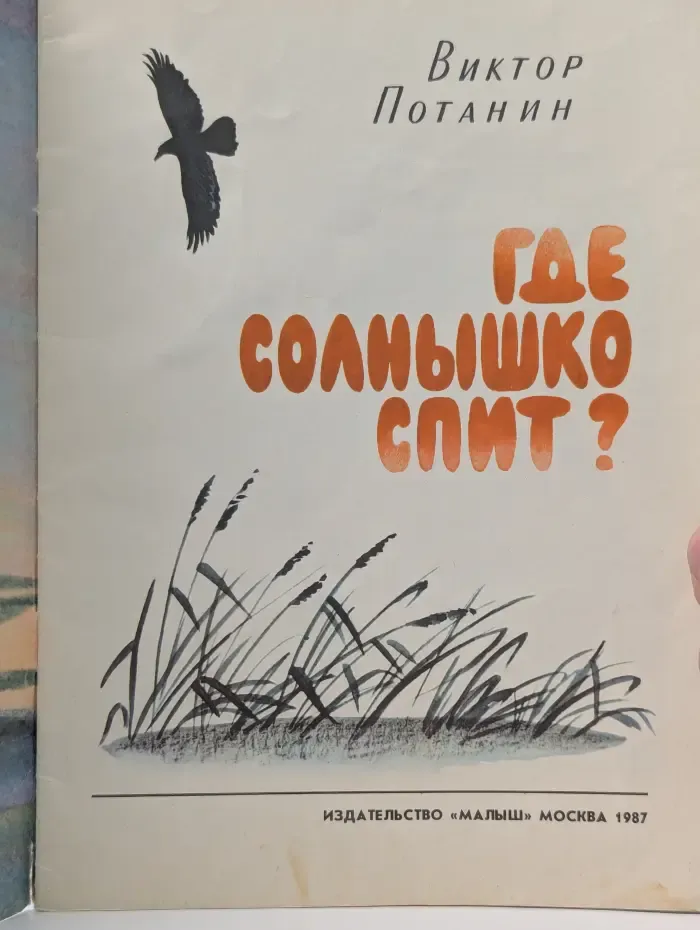 Виктор
Потанин
ГДЕ
СОЛНЫШКО
СПИТ?
ИЗДАТЕЛЬСТВО «МАЛЫШ» МОСКВА 1987